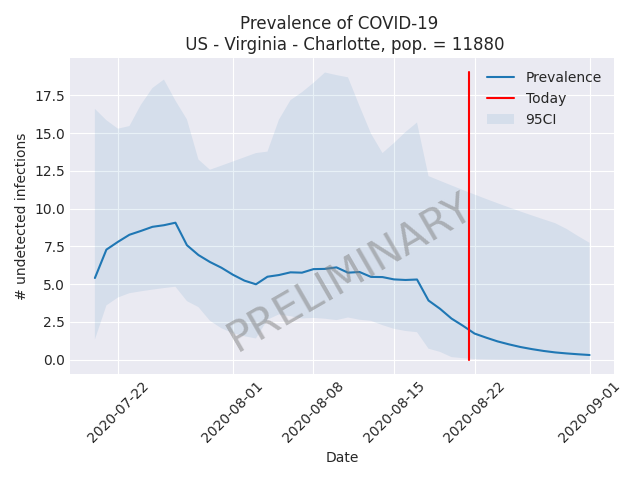 Prevalence of COVID-19
US - Virginia - Charlotte, pop. = 11880
# undetected infections
17.5
15.0
12.5
10.0
7.5
5.0
2.5
0.0
Prevalence
Today
95CI
PRELIMINARY
2020-07-22
2020-08-01
2020-08-08
2020-08-15
2020-08-22
2020-09-01
Date